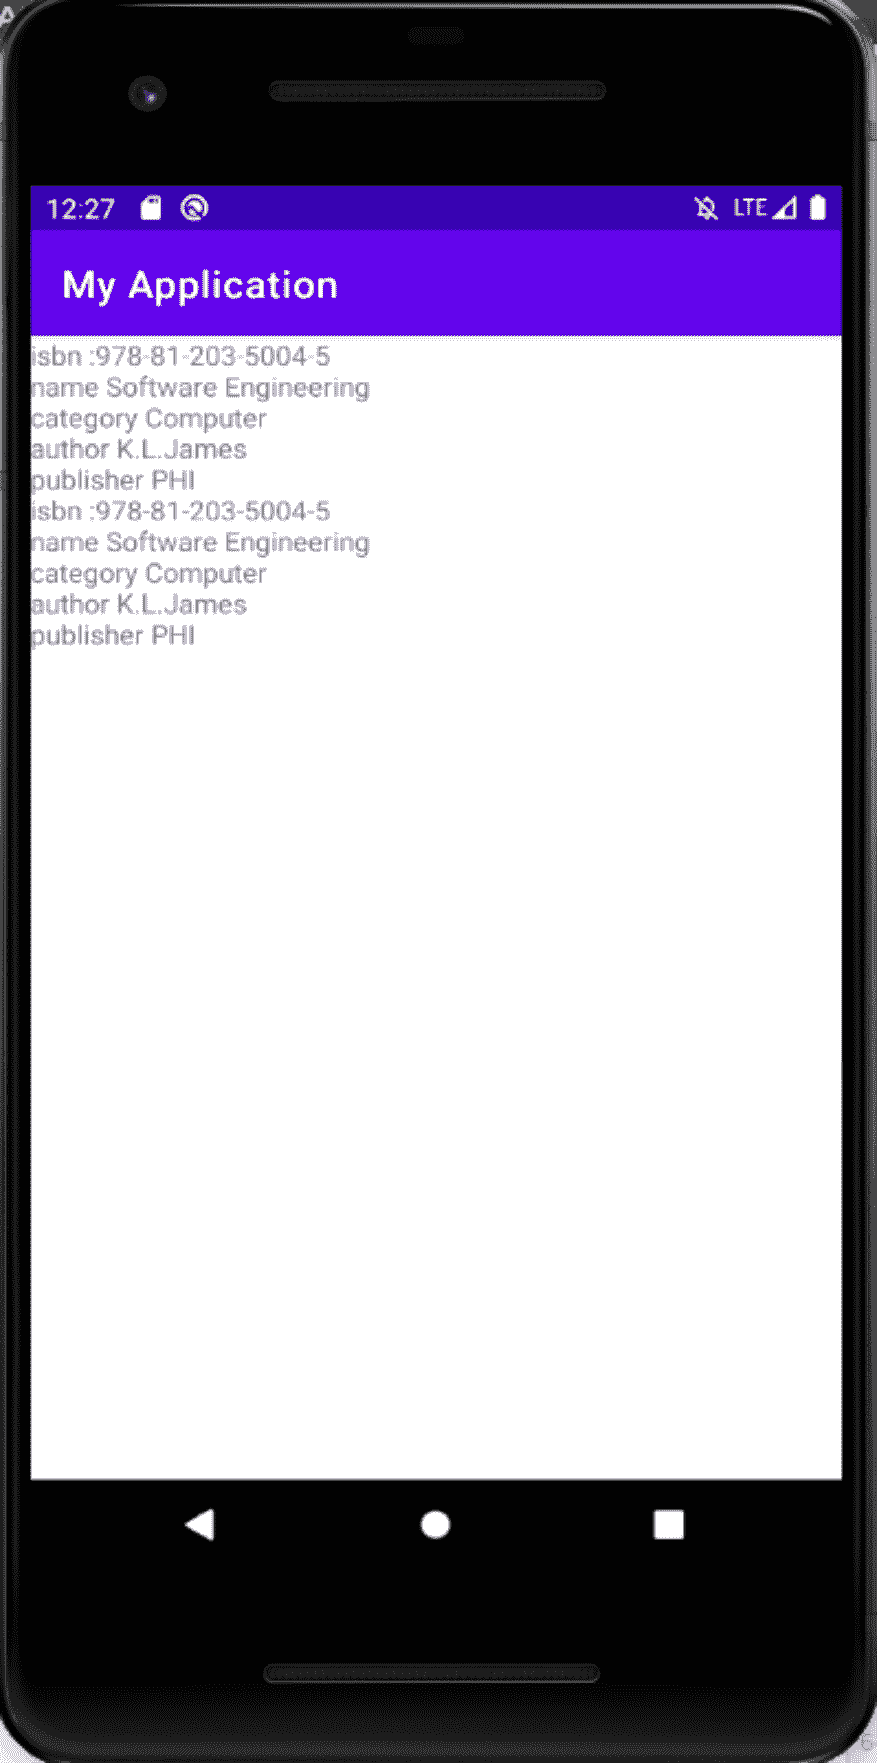 12:27 LTE
My Application
isbn :978-81-203-5004-5
name Software Engineering
category Computer
author K.L.James
publisher PHI
isbn :978-81-203-5004-5
name Software Engineering
category Computer
author K.L.James
publisher PHI